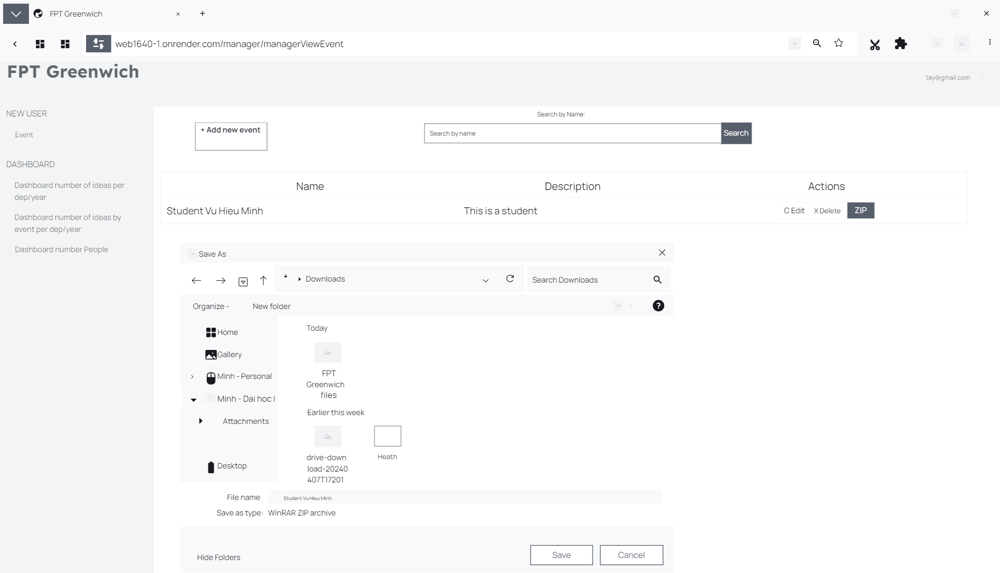 FPT Greenwich
web1640-1.onrender.com/manager/managerViewEvent
FPT Greenwich
tay@gmail.com
NEW USER
Event
DASHBOARD
Dashboard number of ideas per
dep/year
Dashboard number of ideas by
event per dep/year
Dashboard number People
Search by Name:
+ Add new event
Search by name
Search
Name
Description
Actions
Student Vu Hieu Minh
This is a student
C Edit
X Delete
ZIP
Save As
Downloads
Search Downloads
Organize -
New folder
Home
Gallery
Minh - Personal
Minh - Dai hoc l
Attachments
Desktop
Today
FPT
Greenwich
files
Earlier this week
drive-down
load-20240
407T17201
Heath
File name
Student Vu Hieu Minh
Save as type:
WinRAR ZIP archive
Hide Folders
Save
Cancel